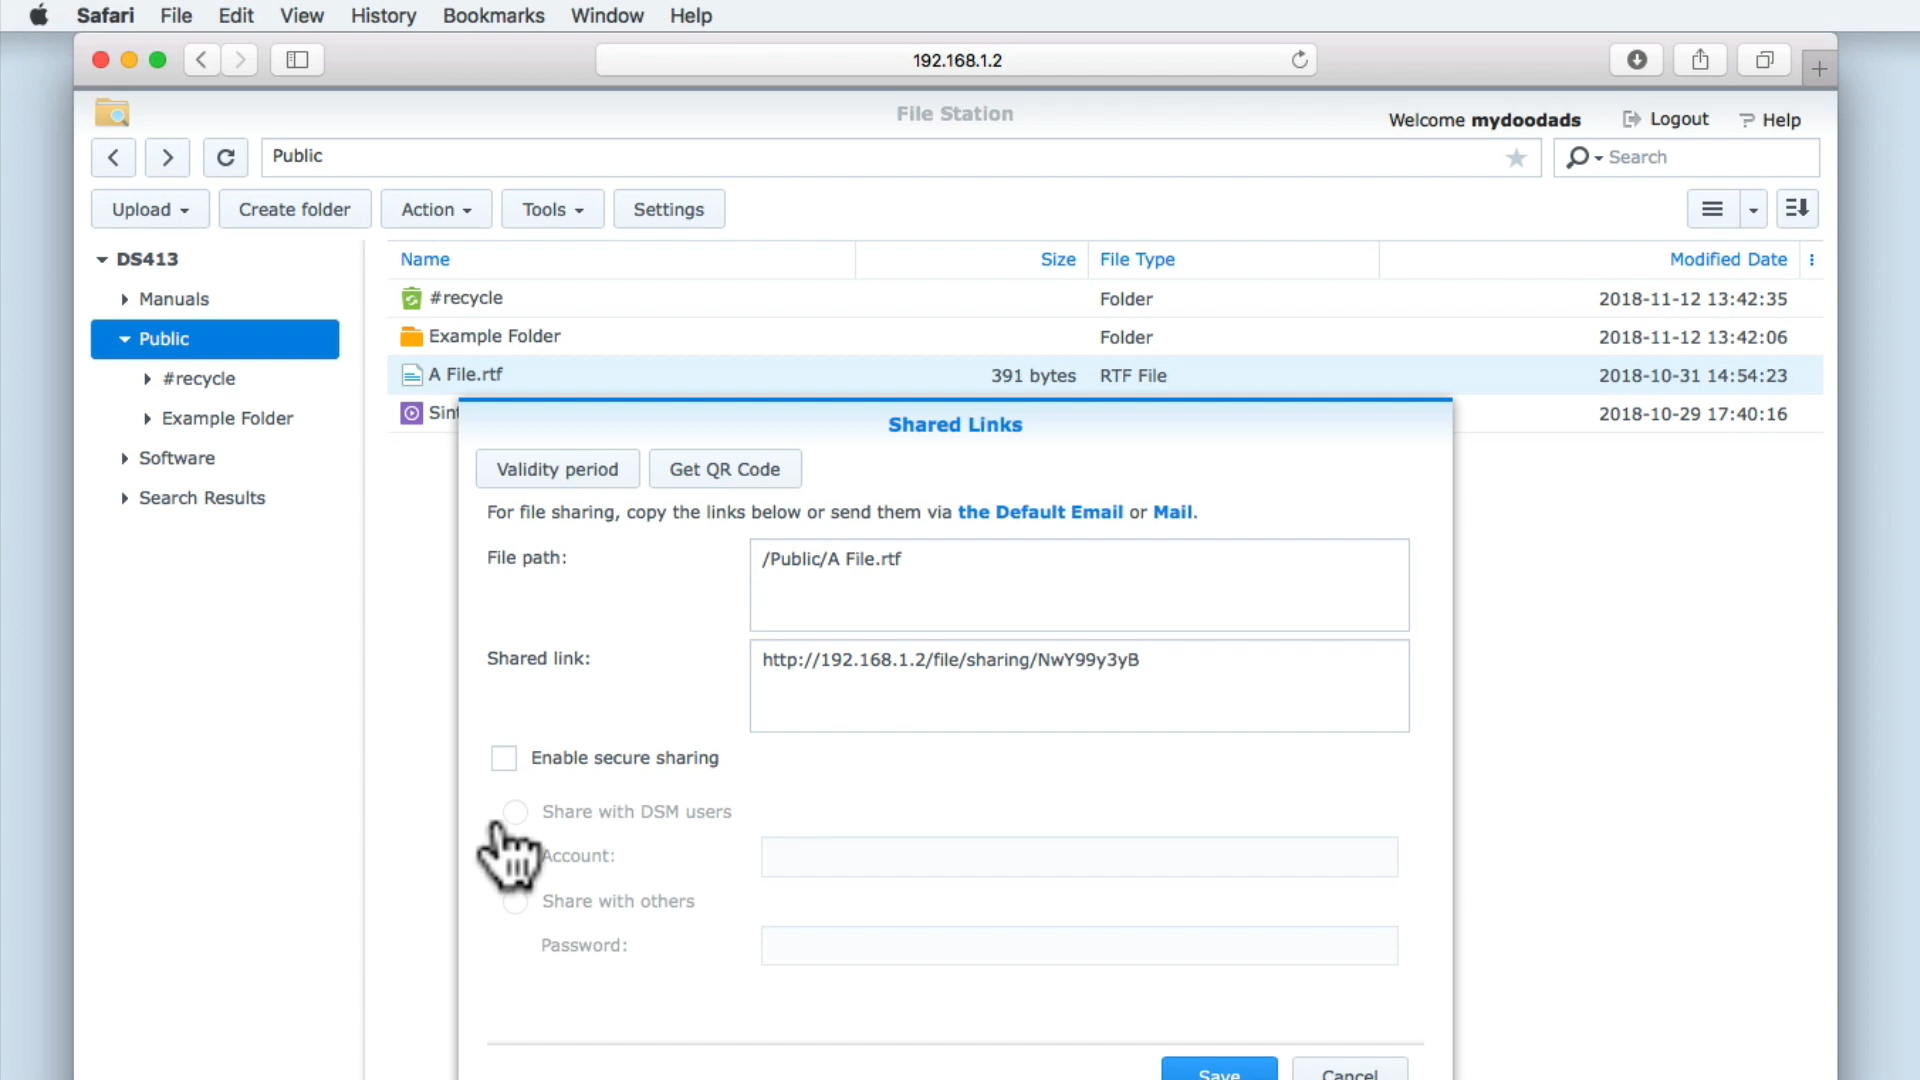 Safari File Edit View History Bookmarks Window Help
192.168.1.2
File Station
Welcome mydoodads Logout Help
Public
Search
Upload Create folder Action Tools Settings
DS413
Manuals
Public
#recycle
Example Folder
Software
Search Results
Name Size File Type Modified Date
#recycle Folder 2018-11-12 13:42:35
Example Folder Folder 2018-11-12 13:42:06
A File.rtf 391 bytes RTF File 2018-10-31 14:54:23
2018-10-29 17:40:16
Shared Links
Validity period Get QR Code
For file sharing, copy the links below or send them via the Default Email or Mail.
File path: /Public/A File.rtf
Shared link: http://192.168.1.2/file/sharing/NwY99y3yB
Enable secure sharing
Share with DSM users
Account:
Share with others
Password:
Save Cancel